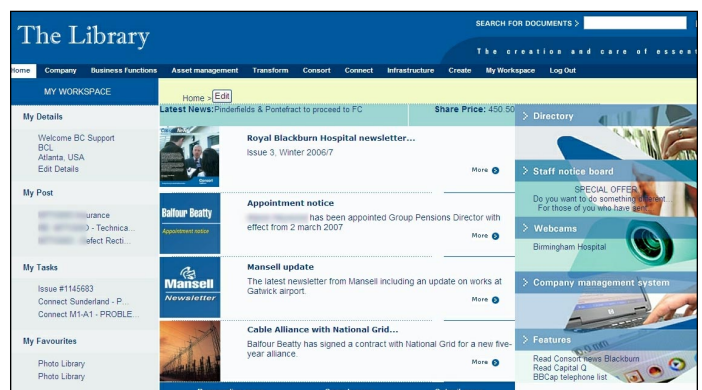 The Library
SEARCH FOR DOCUMENTS >
The creation and care of essen
Home Company Business Functions Asset management Transform Consort Connect Infrastructure Create My Workspace Log Out
MY WORKSPACE
Home > Edit
Latest News: Pinderfields & Pontefract to proceed to FC
Share Price: 450.50
My Details
Welcome BC Support
BCL
Atlanta, USA
Edit Details
My Post
urance
- Technica...
efect Recti...
My Tasks
Issue #1145683
Connect Sunderland - P...
Connect M1-A1 - PROBLE...
My Favourites
Photo Library
Photo Library
Royal Blackburn Hospital newsletter...
Issue 3, Winter 2006/7
More
Balfour Beatty
Appointment notice
Appointment notice
has been appointed Group Pensions Director with
effect from 2 march 2007
More
Mansell
Newsletter
Mansell update
The latest newsletter from Mansell including an update on works at
Gatwick airport.
More
Cable Alliance with National Grid...
Balfour Beatty has signed a contract with National Grid for a new five-
year alliance.
More
> Directory
> Staff notice board
SPECIAL OFFER
Do you want to do something different...
For those of you who have
> Webcams
Birmingham Hospital
> Company management system
> Features
Read Consort news Blackburn
Read Capital Q
BBCap telephone list